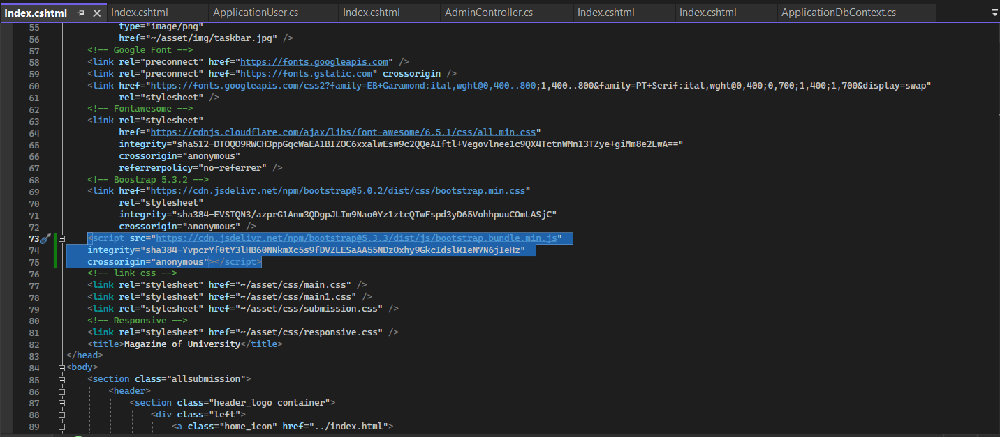 Index.cshtml Index.cshtml ApplicationUser.cs Index.cshtml AdminController.cs Index.cshtml Index.cshtml ApplicationDbContext.cs
55 type="image/png"
56 href="~/asset/img/taskbar.jpg" />
57 <!-- Google Font -->
58 <link rel="preconnect" href="https://fonts.googleapis.com" />
59 <link rel="preconnect" href="https://fonts.gstatic.com" crossorigin />
60 <link href="https://fonts.googleapis.com/css2?family=EB+Garamond:ital,wght@0,400..800;1,400..800&family=PT+Serif:ital,wght@0,400;0,700;1,400;1,700&display=swap"
61 rel="stylesheet" />
62 <!-- Fontawesome -->
63 <link rel="stylesheet"
64 href="https://cdnjs.cloudflare.com/ajax/libs/font-awesome/6.5.1/css/all.min.css"
65 integrity="sha512-DTOQO9RWCH3ppGqcWaEA1BIZOC6xxalwEsw9c2QQeAIftl+Vegovlnee1c9QX4TctnWMn13TZye+giMm8e2LwA=="
66 crossorigin="anonymous"
67 referrerpolicy="no-referrer" />
68 <!-- Boostrap 5.3.2 -->
69 <link href="https://cdn.jsdelivr.net/npm/bootstrap@5.0.2/dist/css/bootstrap.min.css"
70 rel="stylesheet"
71 integrity="sha384-EVSTQN3/azprG1Anm3QDgpJLIm9Nao0Yz1ztcQTwFspd3yD65VohhpuuCOmLASjC"
72 crossorigin="anonymous" />
73 <script src="https://cdn.jsdelivr.net/npm/bootstrap@5.3.3/dist/js/bootstrap.bundle.min.js"
74 integrity="sha384-YvpcrYf0tY3lHB60NNkmXc5s9fDVZLESaAA55NDzOxhy9GkcIdslK1eN7N6jIeHz"
75 crossorigin="anonymous"></script>
76 <!-- link css -->
77 <link rel="stylesheet" href="~/asset/css/main.css" />
78 <link rel="stylesheet" href="~/asset/css/main1.css" />
79 <link rel="stylesheet" href="~/asset/css/submission.css" />
80 <!-- Responsive -->
81 <link rel="stylesheet" href="~/asset/css/responsive.css" />
82 <title>Magazine of University</title>
83 </head>
84 <body>
85 <section class="allsubmission">
86 <header>
87 <section class="header_logo container">
88 <div class="left">
89 <a class="home_icon" href="../index.html">